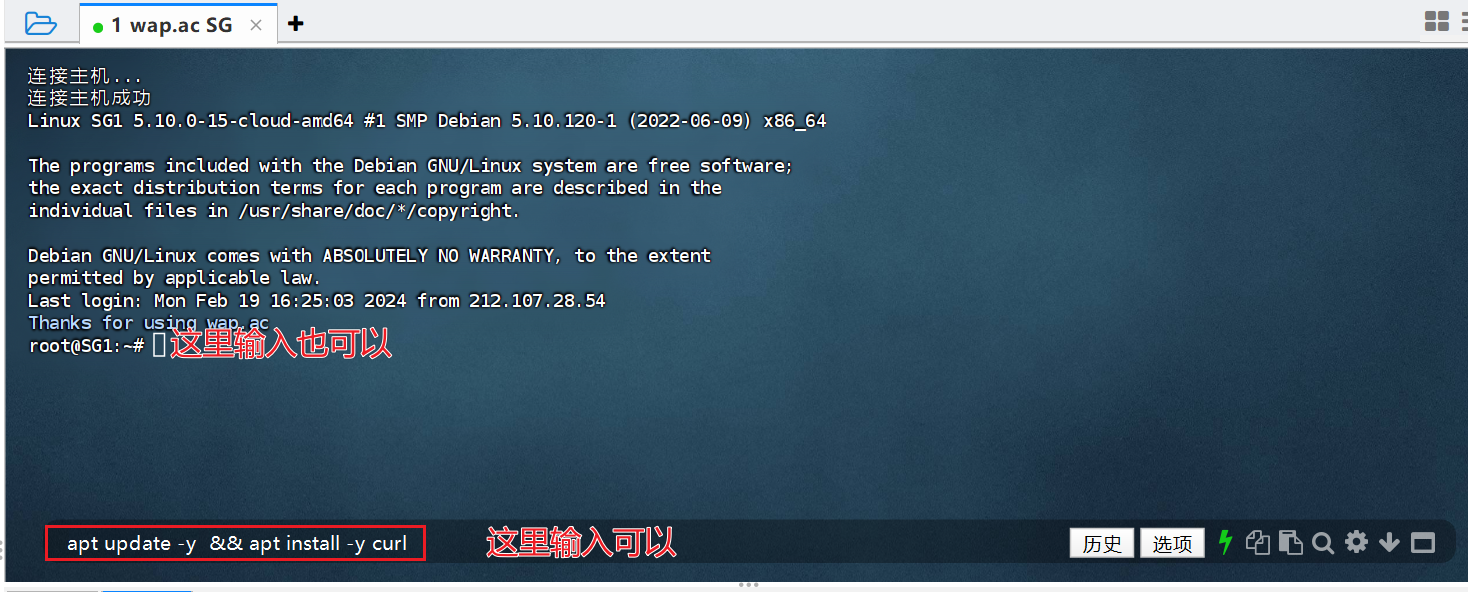 1 wap.ac SG
连接主机...
连接主机成功
Linux SG1 5.10.0-15-cloud-amd64 #1 SMP Debian 5.10.120-1 (2022-06-09) x86_64
The programs included with the Debian GNU/Linux system are free software;
the exact distribution terms for each program are described in the
individual files in /usr/share/doc/*/copyright.
Debian GNU/Linux comes with ABSOLUTELY NO WARRANTY, to the extent
permitted by applicable law.
Last login: Mon Feb 19 16:25:03 2024 from 212.107.28.54
Thanks for using wap.ac
root@SG1:~# 这里输入也可以
apt update -y && apt install -y curl 这里输入可以 历史 选项